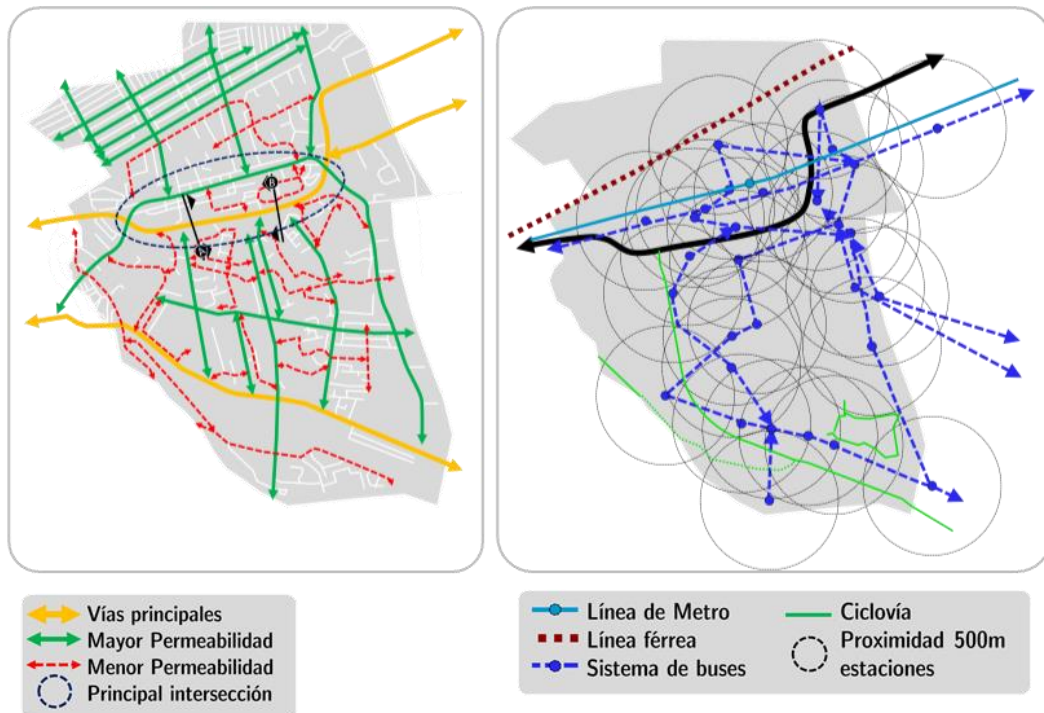 Vías principales
Mayor Permeabilidad
Menor Permeabilidad
Principal intersección
Línea de Metro
Línea férrea
Sistema de buses
Ciclovía
Proximidad 500m
estaciones